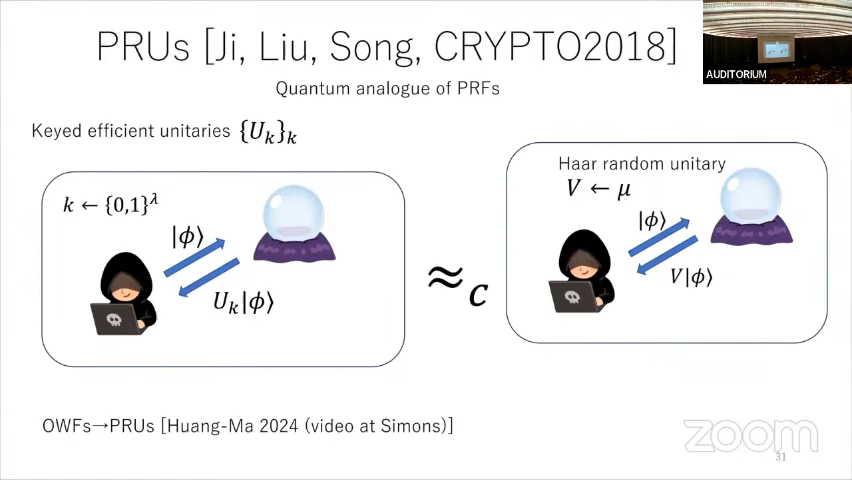 PRUs [Ji, Liu, Song, CRYPTO2018]
AUDITORIUM
Quantum analogue of PRFs
Keyed efficient unitaries {U_k}_k
k ← {0,1}^λ
|ϕ⟩
U_k|ϕ⟩
≈_c
Haar random unitary
V ← μ
|ϕ⟩
V|ϕ⟩
OWFs→PRUs [Huang-Ma 2024 (video at Simons)]
zoom
31